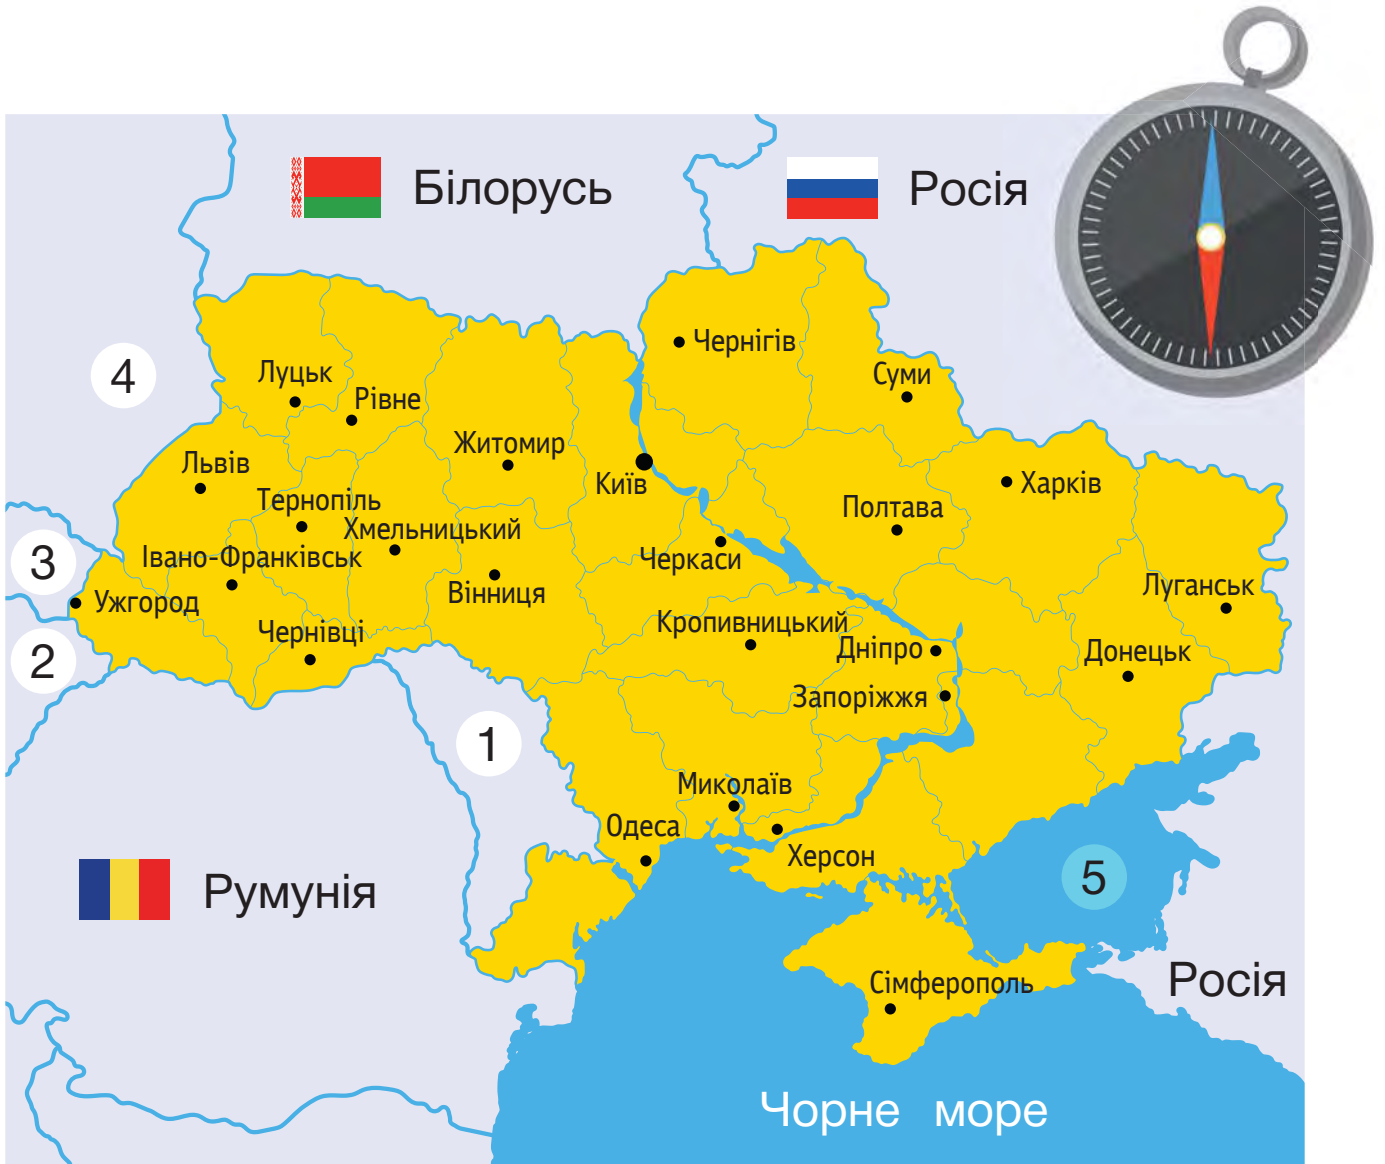 Білорусь
Росія
Чернігів
4
Луцьк
Суми
Рівне
Житомир
Львів
Київ
Харків
Тернопіль
Полтава
Хмельницький
3
Івано-Франківськ
Черкаси
Луганськ
Вінниця
Ужгород
Кропивницький
Чернівці
Дніпро
Донецьк
2
Запоріжжя
1
Миколаїв
Одеса
Херсон
5
Румунія
Сімферополь
Росія
Чорне море